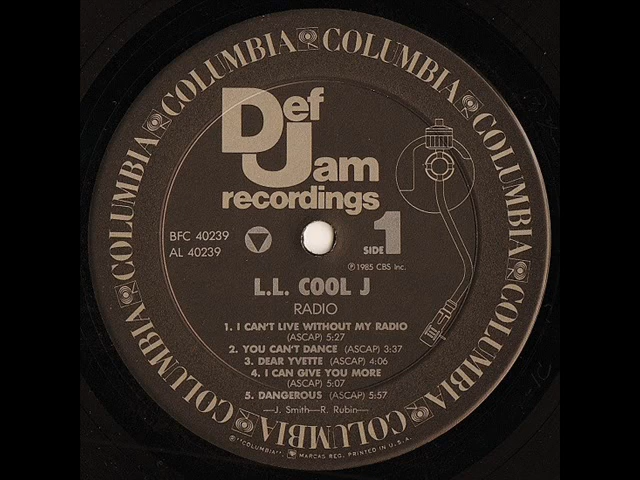 COLUMBIA COLUMBIA COLUMBIA COLUMBIA COLUMBIA COLUMBIA COLUMBIA COLUMBIA
Def
Jam
recordings
BFC 40239
AL 40239
SIDE 1
℗1985 CBS Inc.
L.L. COOL J
RADIO
1. I CAN'T LIVE WITHOUT MY RADIO
(ASCAP) 5:27
2. YOU CAN'T DANCE (ASCAP) 3:37
3. DEAR YVETTE (ASCAP) 4:06
4. I CAN GIVE YOU MORE
(ASCAP) 5:07
5. DANGEROUS (ASCAP) 5:57
—J. Smith—R. Rubin—
®"COLUMBIA", MARCAS REG. PRINTED IN U.S.A.